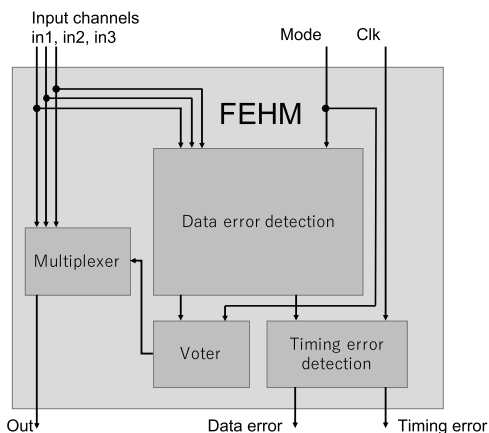 Input channels
in1, in2, in3
Mode
Clk
FEHM
Data error detection
Multiplexer
Voter
Timing error
detection
Out
Data error
Timing error